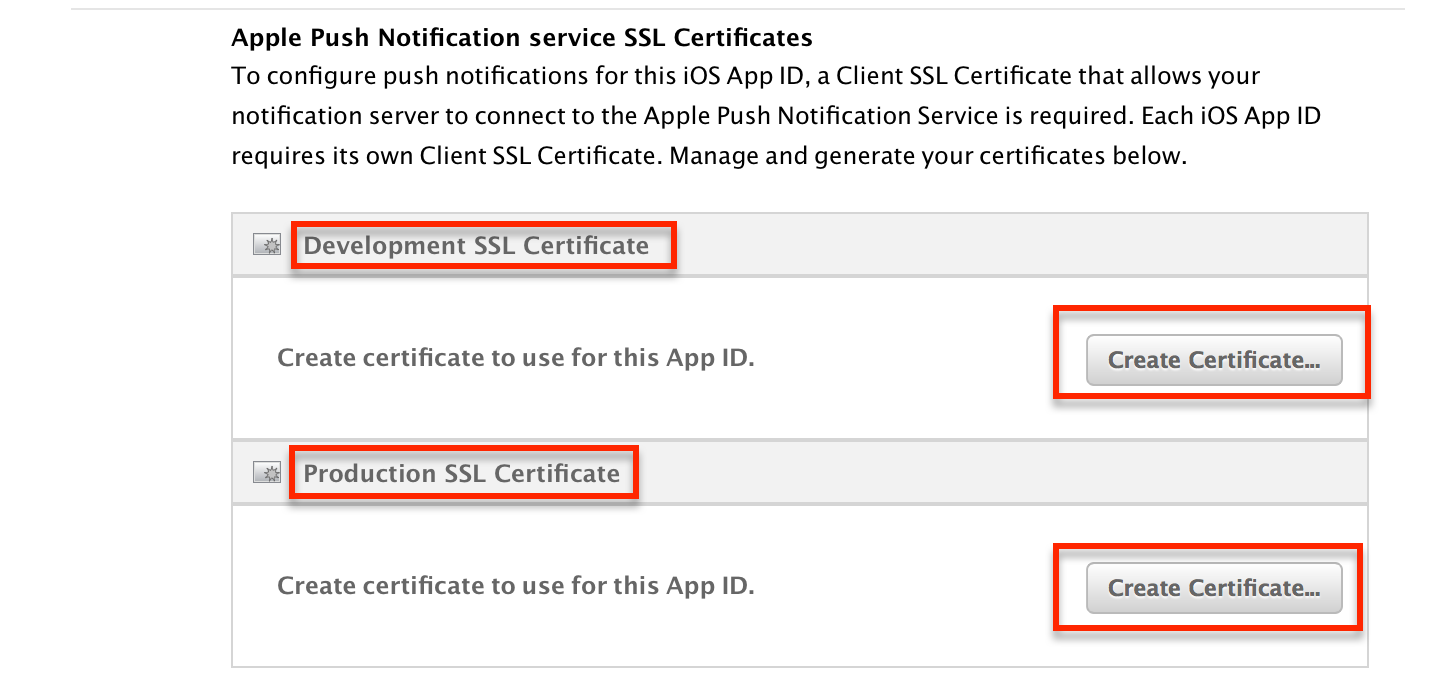 Apple Push Notification service SSL Certificates
To configure push notifications for this iOS App ID, a Client SSL Certificate that allows your
notification server to connect to the Apple Push Notification Service is required. Each iOS App ID
requires its own Client SSL Certificate. Manage and generate your certificates below.
Development SSL Certificate
Create certificate to use for this App ID.
Create Certificate...
Production SSL Certificate
Create certificate to use for this App ID.
Create Certificate...